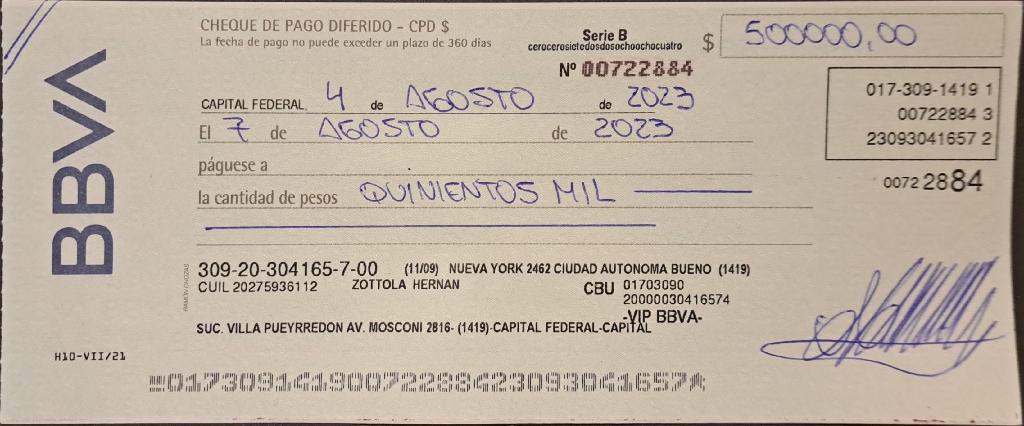 BBVA
CHEQUE DE PAGO DIFERIDO - CPD $
La fecha de pago no puede exceder un plazo de 360 días
Serie B
cerocerosietedosdosochoochocuatro
Nº 00722884
$ 500000,00
017-309-1419 1
00722884 3
23093041657 2
0072 2884
CAPITAL FEDERAL, 4 de AGOSTO de 2023
El 7 de AGOSTO de 2023
páguese a
la cantidad de pesos QUINIENTOS MIL
309-20-304165-7-00 (11/09) NUEVA YORK 2462 CIUDAD AUTONOMA BUENO (1419)
CUIL 20275936112 ZOTTOLA HERNAN CBU 01703090
20000030416574
-VIP BBVA-
SUC. VILLA PUEYRREDON AV. MOSCONI 2816- (1419)-CAPITAL FEDERAL-CAPITAL
H10-VII/21
01730914190072288423093041657